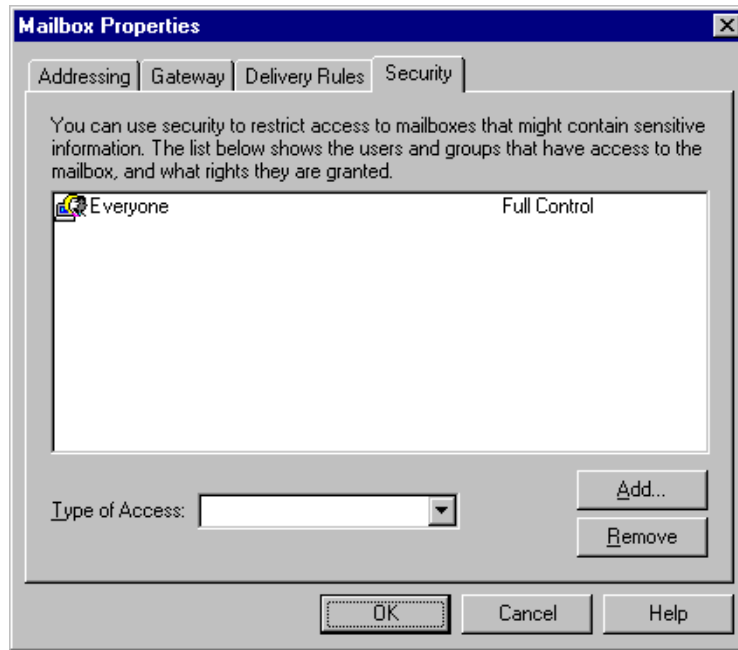 Mailbox Properties
Addressing Gateway Delivery Rules Security
You can use security to restrict access to mailboxes that might contain sensitive
information. The list below shows the users and groups that have access to the
mailbox, and what rights they are granted.
Everyone Full Control
Type of Access:
Add...
Remove
OK Cancel Help